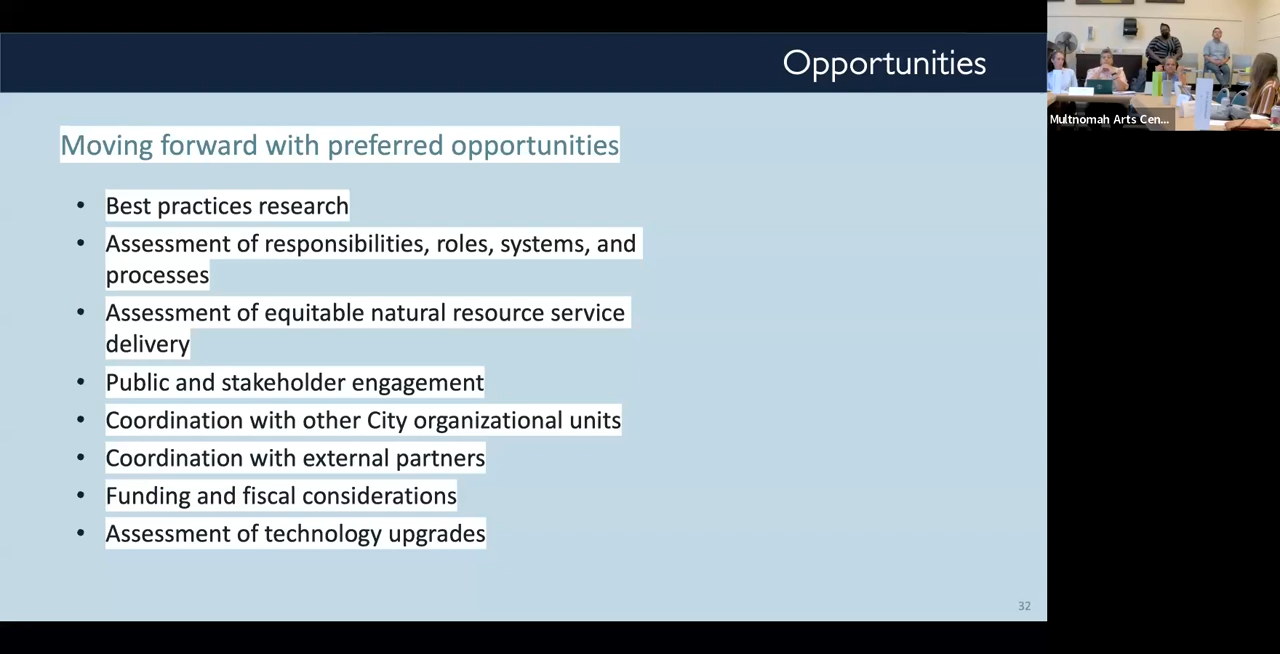 Opportunities
Moving forward with preferred opportunities
• Best practices research
• Assessment of responsibilities, roles, systems, and
processes
• Assessment of equitable natural resource service
delivery
• Public and stakeholder engagement
• Coordination with other City organizational units
• Coordination with external partners
• Funding and fiscal considerations
• Assessment of technology upgrades
32
Multnomah Arts Cen...